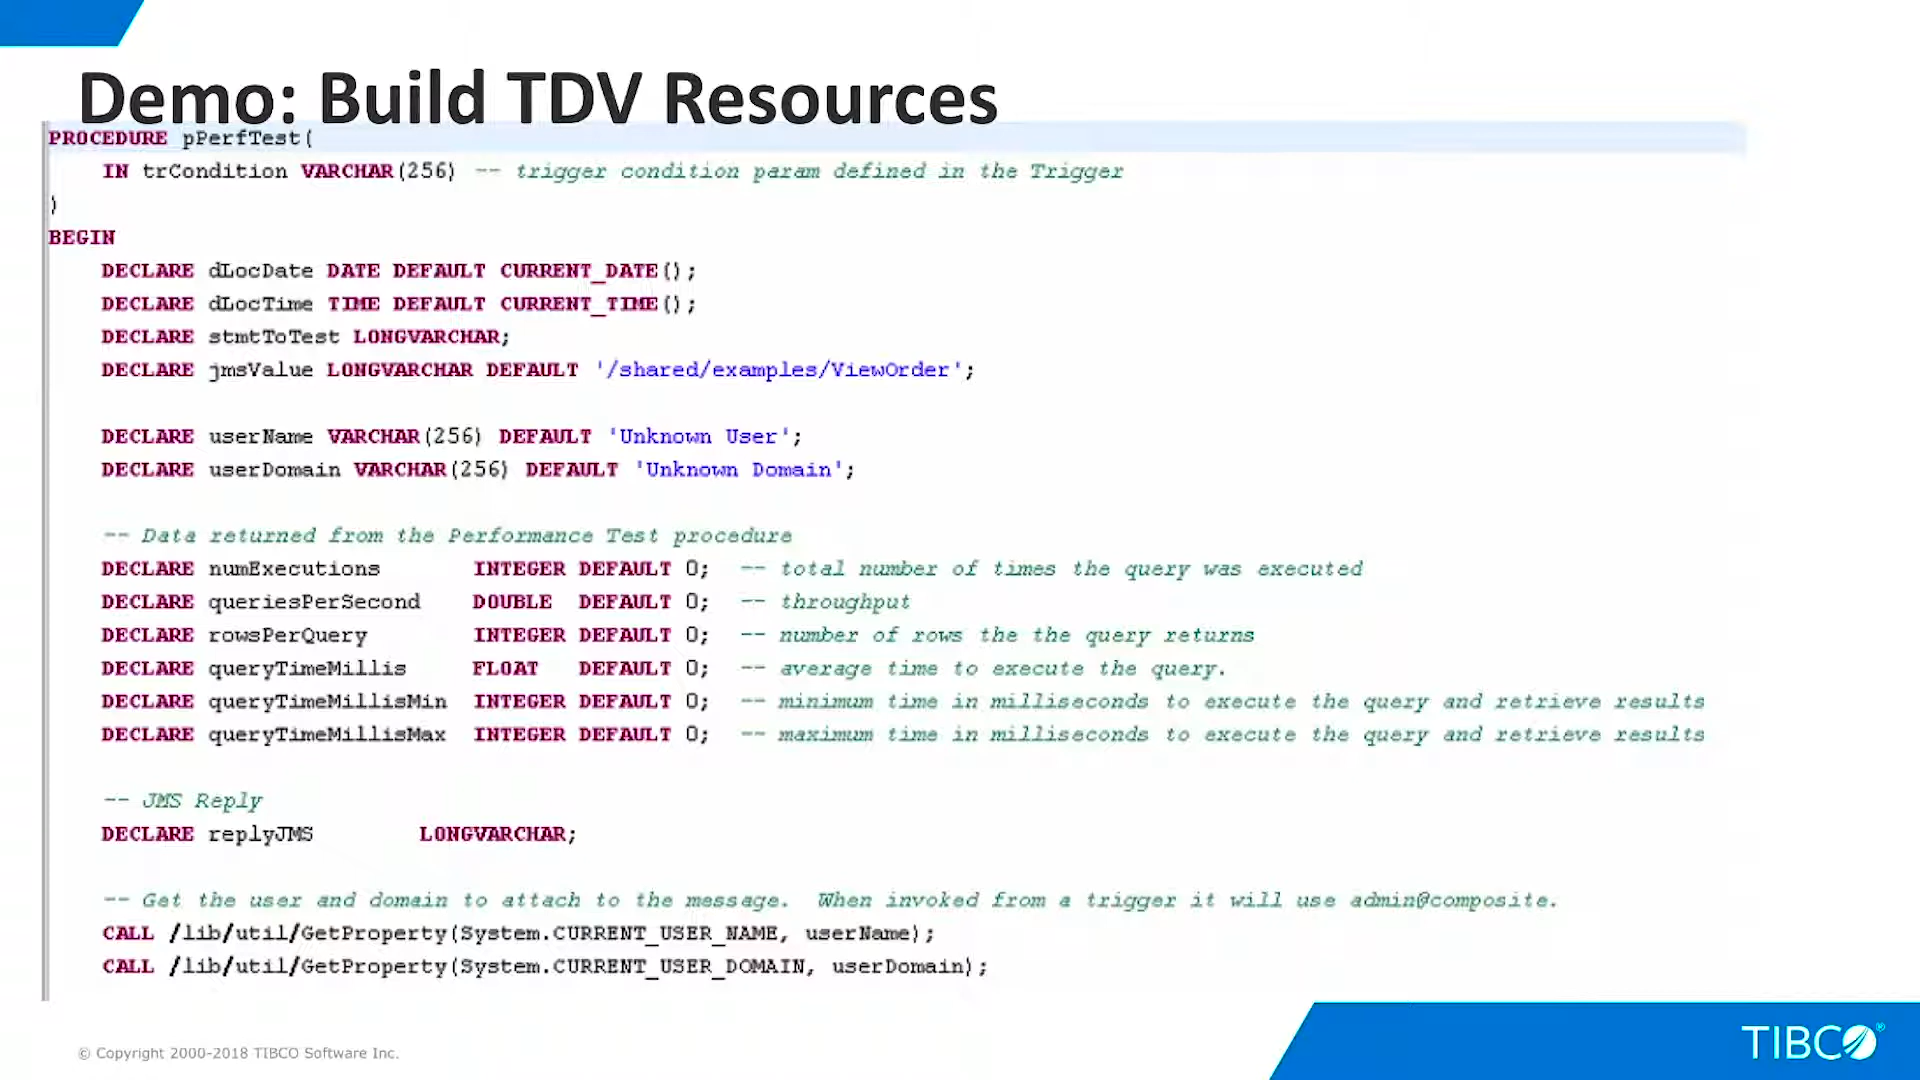 Demo: Build TDV Resources
PROCEDURE pPerfTest(
IN trCondition VARCHAR(256) -- trigger condition param defined in the Trigger
)
BEGIN
DECLARE dLocDate DATE DEFAULT CURRENT_DATE();
DECLARE dLocTime TIME DEFAULT CURRENT_TIME();
DECLARE stmtToTest LONGVARCHAR;
DECLARE jmsValue LONGVARCHAR DEFAULT '/shared/examples/ViewOrder';
DECLARE userName VARCHAR(256) DEFAULT 'Unknown User';
DECLARE userDomain VARCHAR(256) DEFAULT 'Unknown Domain';
-- Data returned from the Performance Test procedure
DECLARE numExecutions INTEGER DEFAULT 0; -- total number of times the query was executed
DECLARE queriesPerSecond DOUBLE DEFAULT 0; -- throughput
DECLARE rowsPerQuery INTEGER DEFAULT 0; -- number of rows the the query returns
DECLARE queryTimeMillis FLOAT DEFAULT 0; -- average time to execute the query.
DECLARE queryTimeMillisMin INTEGER DEFAULT 0; -- minimum time in milliseconds to execute the query and retrieve results
DECLARE queryTimeMillisMax INTEGER DEFAULT 0; -- maximum time in milliseconds to execute the query and retrieve results
-- JMS Reply
DECLARE replyJMS LONGVARCHAR;
-- Get the user and domain to attach to the message. When invoked from a trigger it will use admin@composite.
CALL /lib/util/GetProperty(System.CURRENT_USER_NAME, userName);
CALL /lib/util/GetProperty(System.CURRENT_USER_DOMAIN, userDomain);
© Copyright 2000-2018 TIBCO Software Inc.
TIBCO®